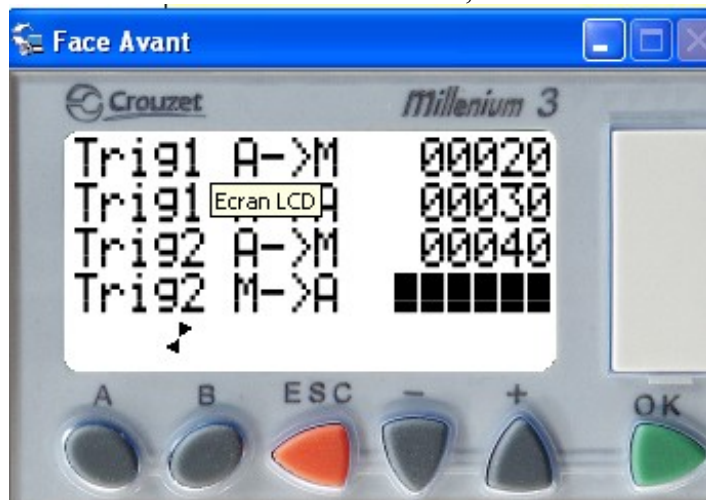 Face Avant
Crouzet Millenium 3
Trig1 A->M 00020
Trig1 A 00030
Ecran LCD
Trig2 A->M 00040
Trig2 M->A
A B ESC - + OK